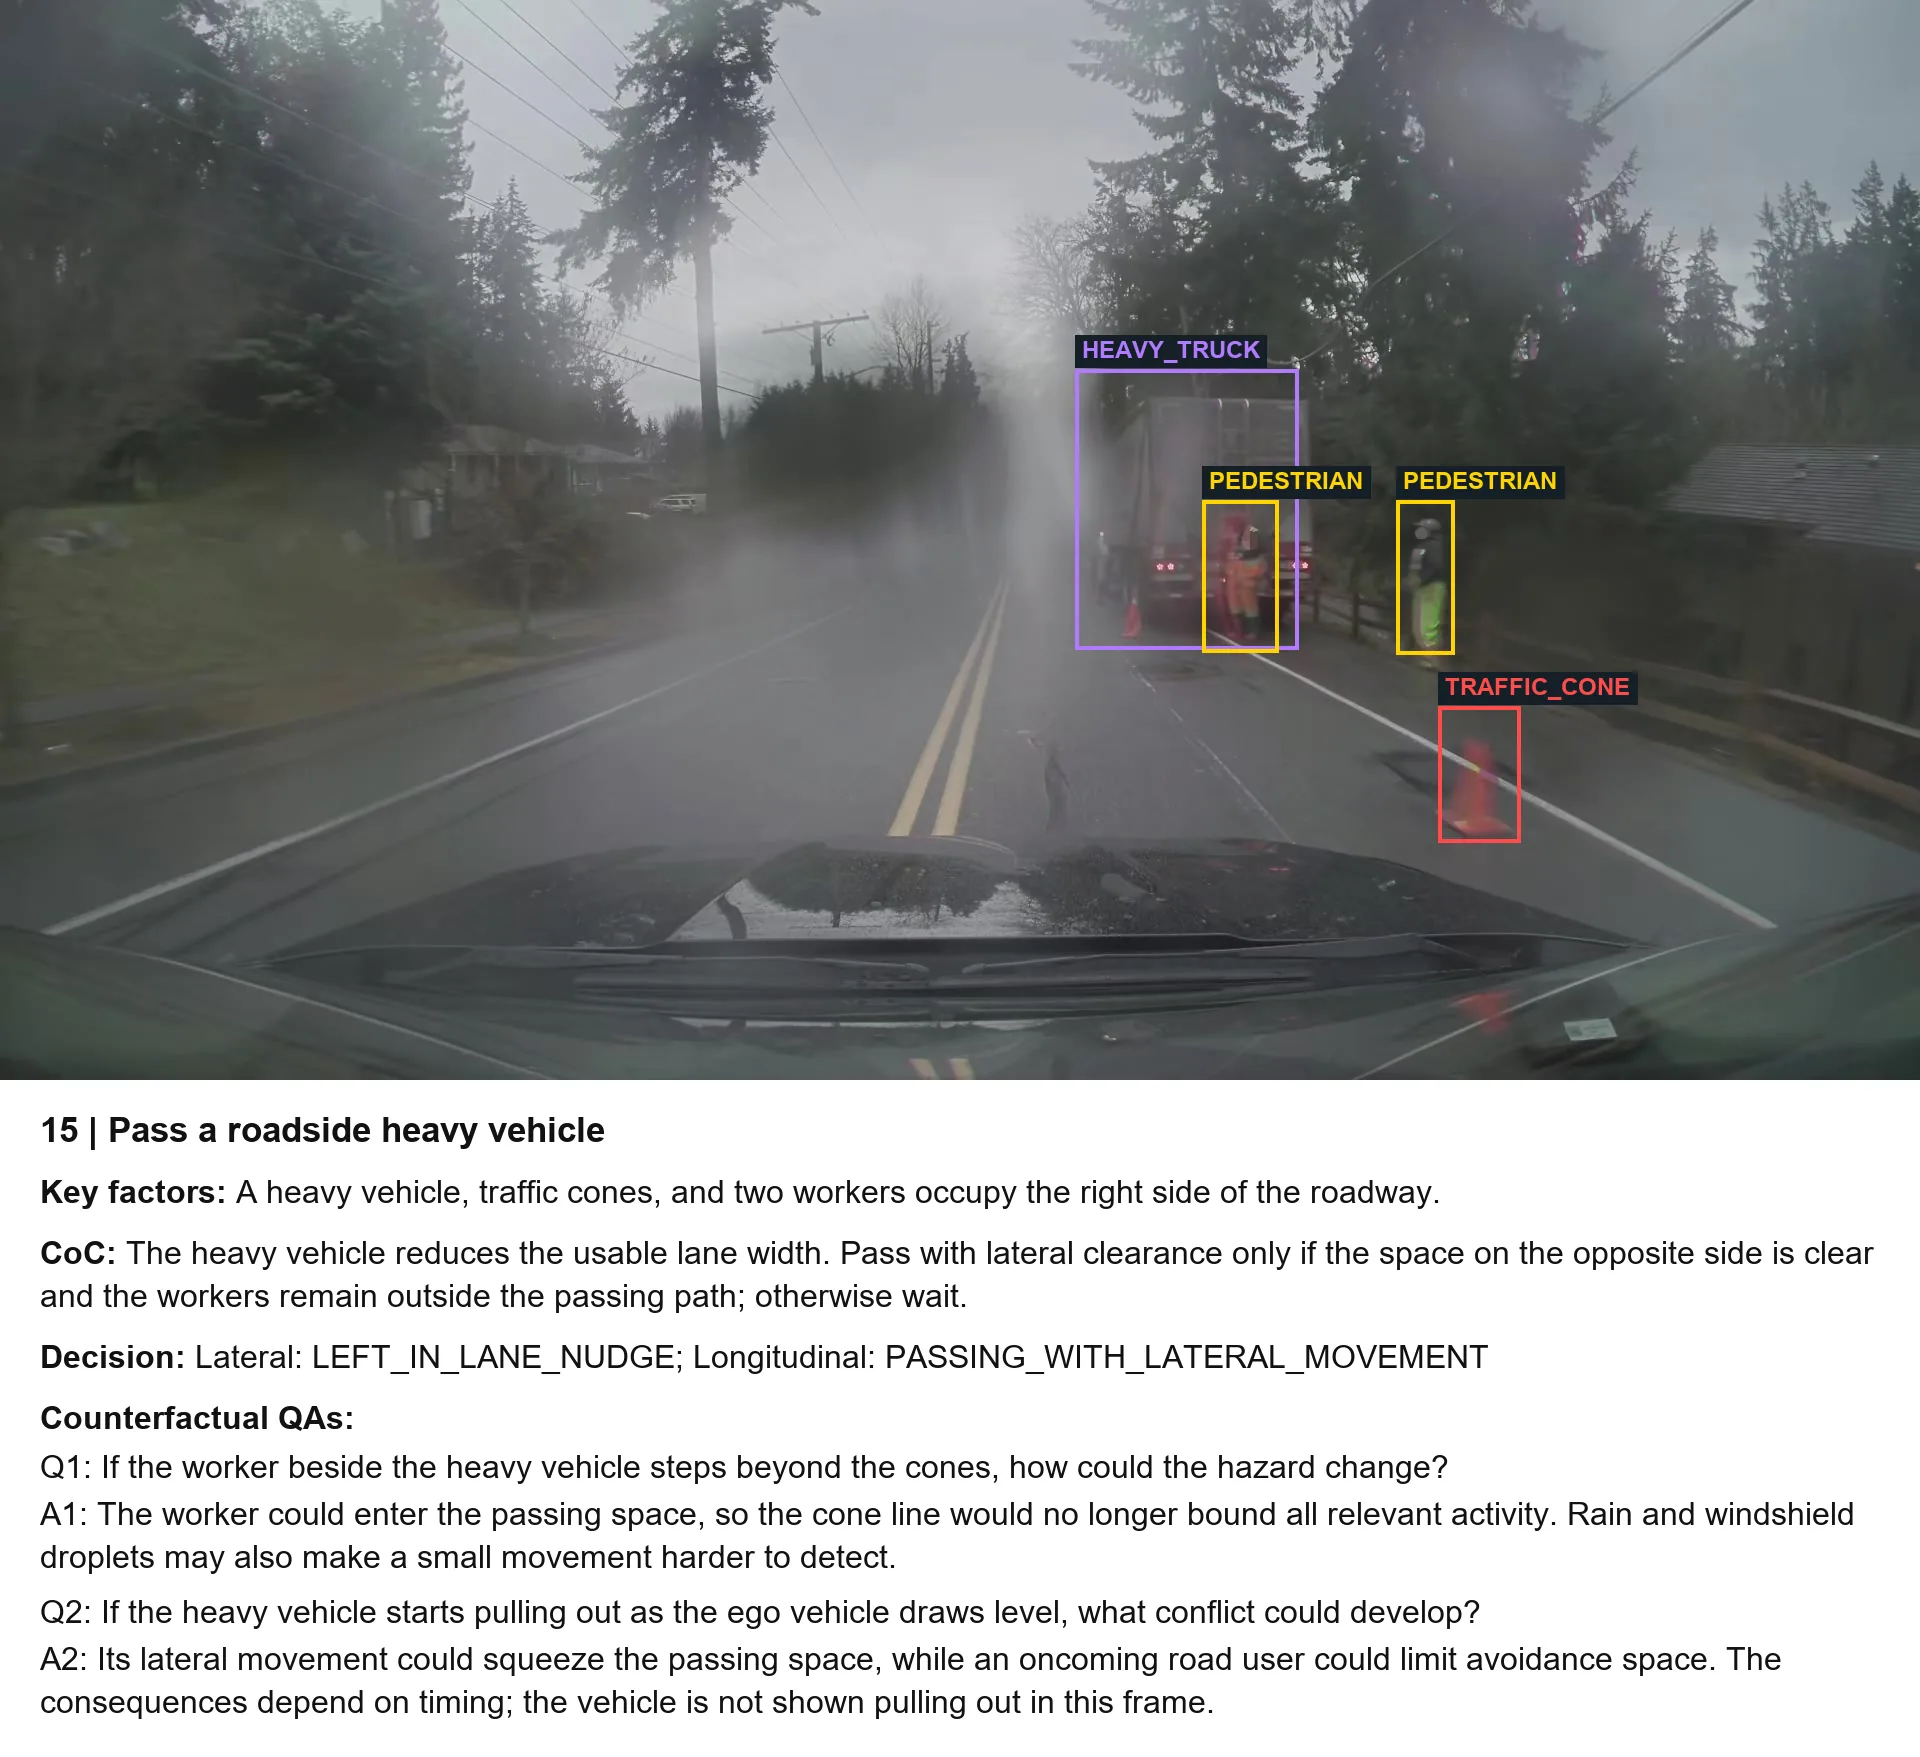 HEAVY_TRUCK
PEDESTRIAN
PEDESTRIAN
TRAFFIC_CONE
15 | Pass a roadside heavy vehicle
Key factors: A heavy vehicle, traffic cones, and two workers occupy the right side of the roadway.
CoC: The heavy vehicle reduces the usable lane width. Pass with lateral clearance only if the space on the opposite side is clear
and the workers remain outside the passing path; otherwise wait.
Decision: Lateral: LEFT_IN_LANE_NUDGE; Longitudinal: PASSING_WITH_LATERAL_MOVEMENT
Counterfactual QAs:
Q1: If the worker beside the heavy vehicle steps beyond the cones, how could the hazard change?
A1: The worker could enter the passing space, so the cone line would no longer bound all relevant activity. Rain and windshield
droplets may also make a small movement harder to detect.
Q2: If the heavy vehicle starts pulling out as the ego vehicle draws level, what conflict could develop?
A2: Its lateral movement could squeeze the passing space, while an oncoming road user could limit avoidance space. The
consequences depend on timing; the vehicle is not shown pulling out in this frame.